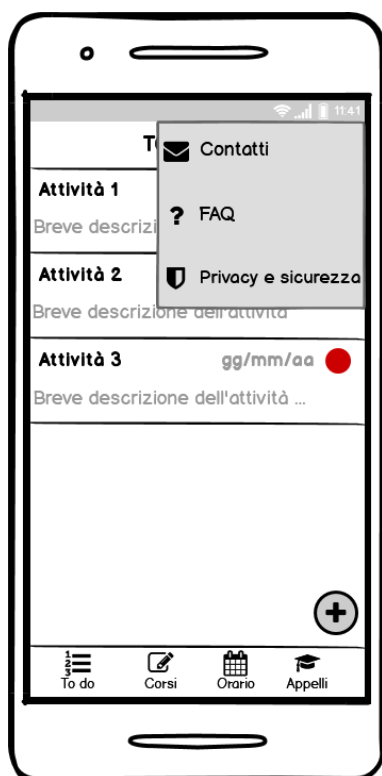 11:41
Contatti
Attività 1
FAQ
Breve descrizi
Attività 2
Privacy e sicurezza
Breve descrizione dell'attività
Attività 3 gg/mm/aa
Breve descrizione dell'attività ...
To do Corsi Orario Appelli